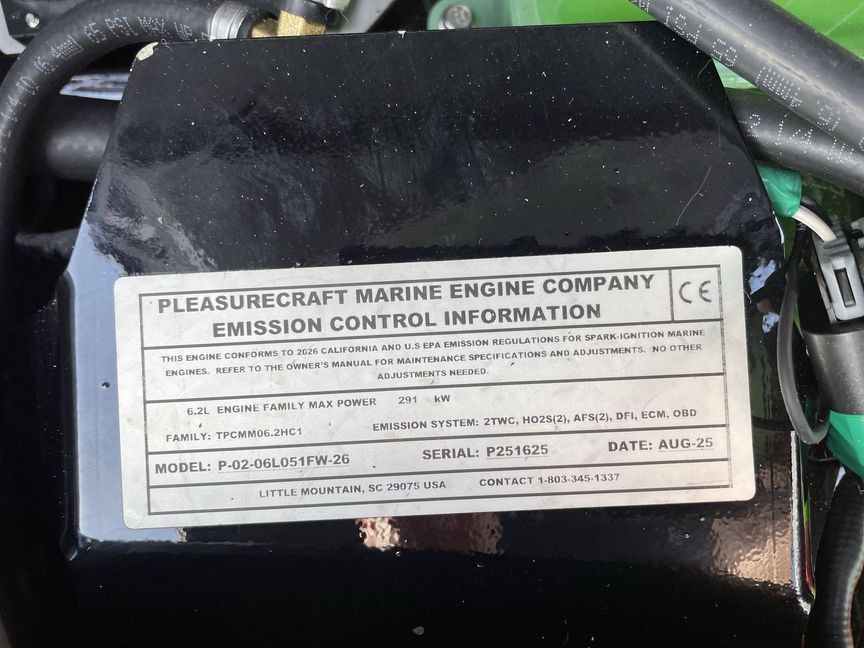 45 PSI MAX W
PLEASURECRAFT MARINE ENGINE COMPANY
EMISSION CONTROL INFORMATION
CE
THIS ENGINE CONFORMS TO 2026 CALIFORNIA AND U.S EPA EMISSION REGULATIONS FOR SPARK-IGNITION MARINE
ENGINES. REFER TO THE OWNER'S MANUAL FOR MAINTENANCE SPECIFICATIONS AND ADJUSTMENTS. NO OTHER
ADJUSTMENTS NEEDED.
6.2L ENGINE FAMILY MAX POWER 291 kW
FAMILY: TPCMM06.2HC1 EMISSION SYSTEM: 2TWC, HO2S(2), AFS(2), DFI, ECM, OBD
MODEL: P-02-06L051FW-26 SERIAL: P251625 DATE: AUG-25
LITTLE MOUNTAIN, SC 29075 USA CONTACT 1-803-345-1337